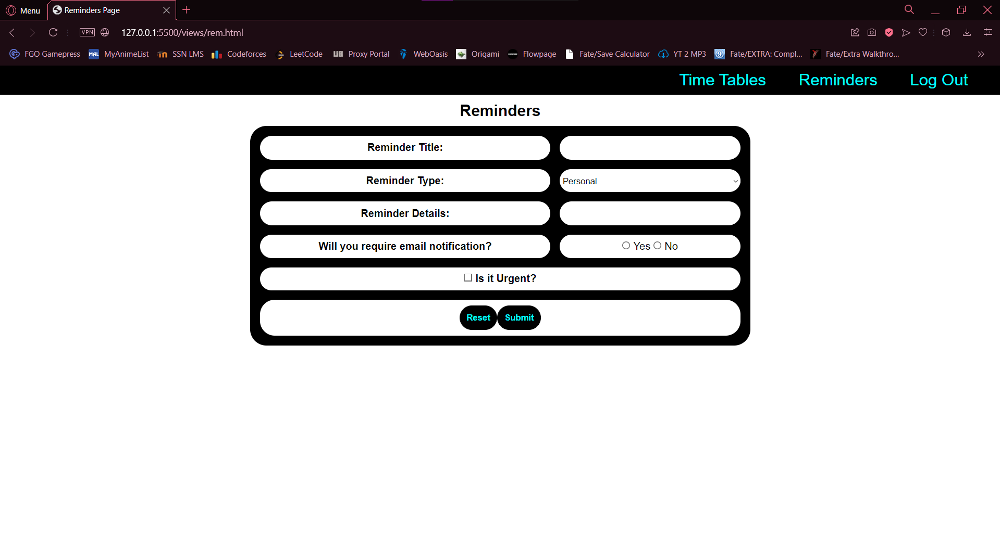 Menu Reminders Page
VPN 127.0.0.1:5500/views/rem.html
FGO Gamepress MAL MyAnimeList SSN LMS Codeforces LeetCode UB Proxy Portal WebOasis Origami Flowpage Fate/Save Calculator YT 2 MP3 9 Fate/EXTRA: Compl... Fate/Extra Walkthro...
Time Tables Reminders Log Out
Reminders
Reminder Title:
Reminder Type: Personal
Reminder Details:
Will you require email notification? Yes No
Is it Urgent?
Reset Submit